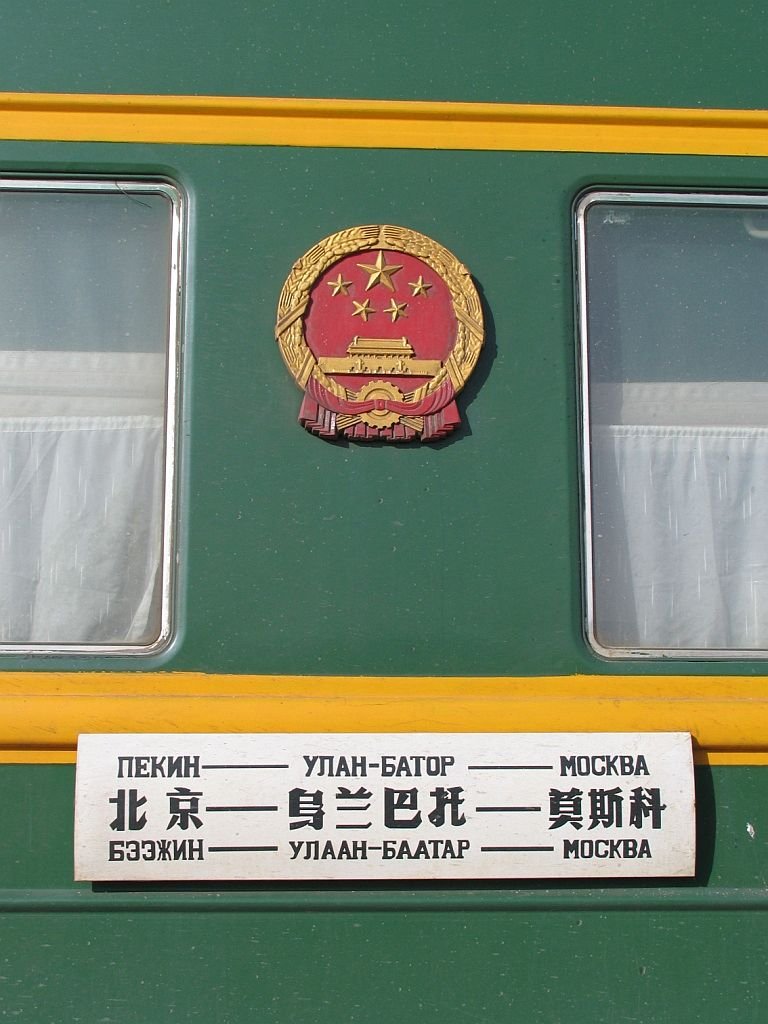 ПЕКИН — УЛАН-БАТОР — МОСКВА
北京 — 乌兰巴托 — 莫斯科
БЭЭЖИН — УЛААН-БААТАР — МОСКВА